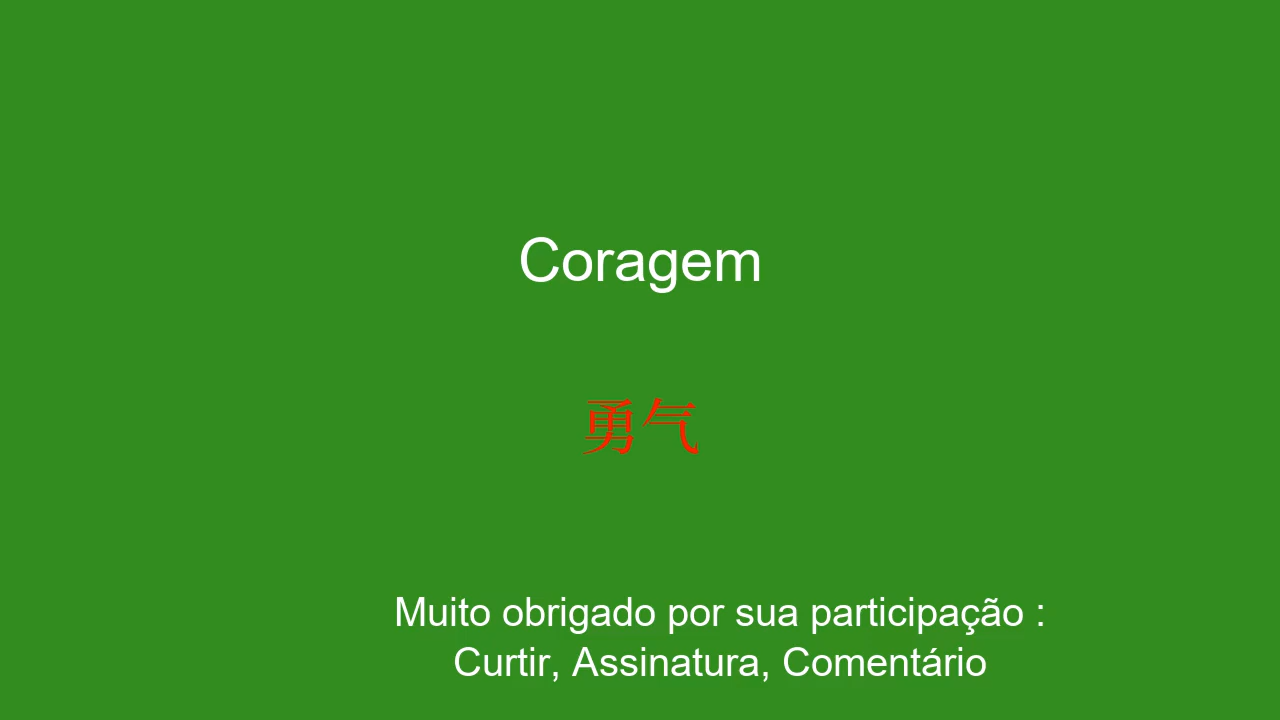 Coragem
勇气
Muito obrigado por sua participação :
Curtir, Assinatura, Comentário